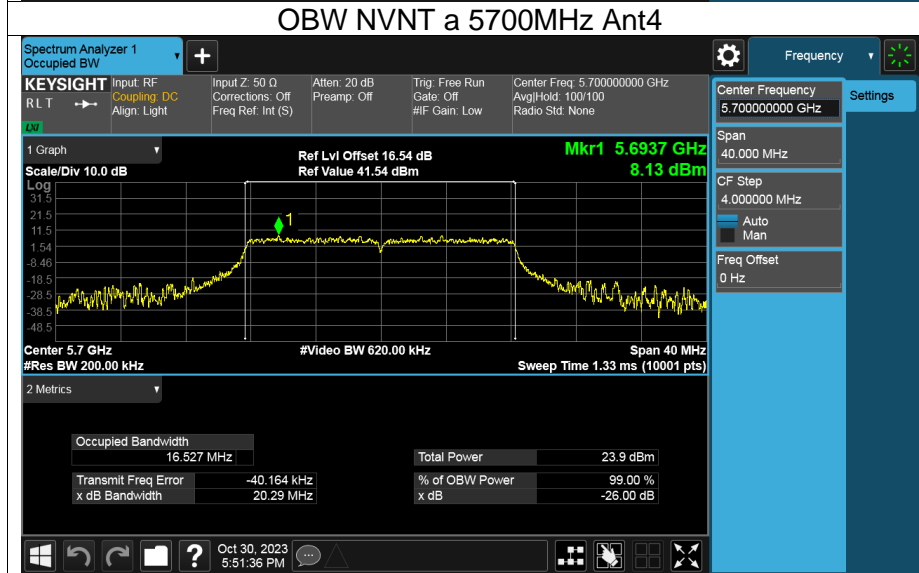 OBW NVNT a 5700MHz Ant4
Spectrum Analyzer 1
Occupied BW
+
Frequency
KEYSIGHT
R L T
LXI
Input: RF
Coupling: DC
Align: Light
Input Z: 50 Ω
Corrections: Off
Freq Ref: Int (S)
Atten: 20 dB
Preamp: Off
Trig: Free Run
Gate: Off
#IF Gain: Low
Center Freq: 5.700000000 GHz
Avg|Hold: 100/100
Radio Std: None
Center Frequency
5.700000000 GHz
Settings
Span
40.000 MHz
CF Step
4.000000 MHz
Auto
Man
Freq Offset
0 Hz
1 Graph
Scale/Div 10.0 dB
Ref Lvl Offset 16.54 dB
Ref Value 41.54 dBm
Mkr1 5.6937 GHz
8.13 dBm
Log
31.5
21.5
11.5
1.54
-8.46
-18.5
-28.5
-38.5
-48.5
1
Center 5.7 GHz
#Res BW 200.00 kHz
#Video BW 620.00 kHz
Span 40 MHz
Sweep Time 1.33 ms (10001 pts)
2 Metrics
Occupied Bandwidth
16.527 MHz
Total Power 23.9 dBm
Transmit Freq Error -40.164 kHz
% of OBW Power 99.00 %
x dB Bandwidth 20.29 MHz
x dB -26.00 dB
?
Oct 30, 2023
5:51:36 PM